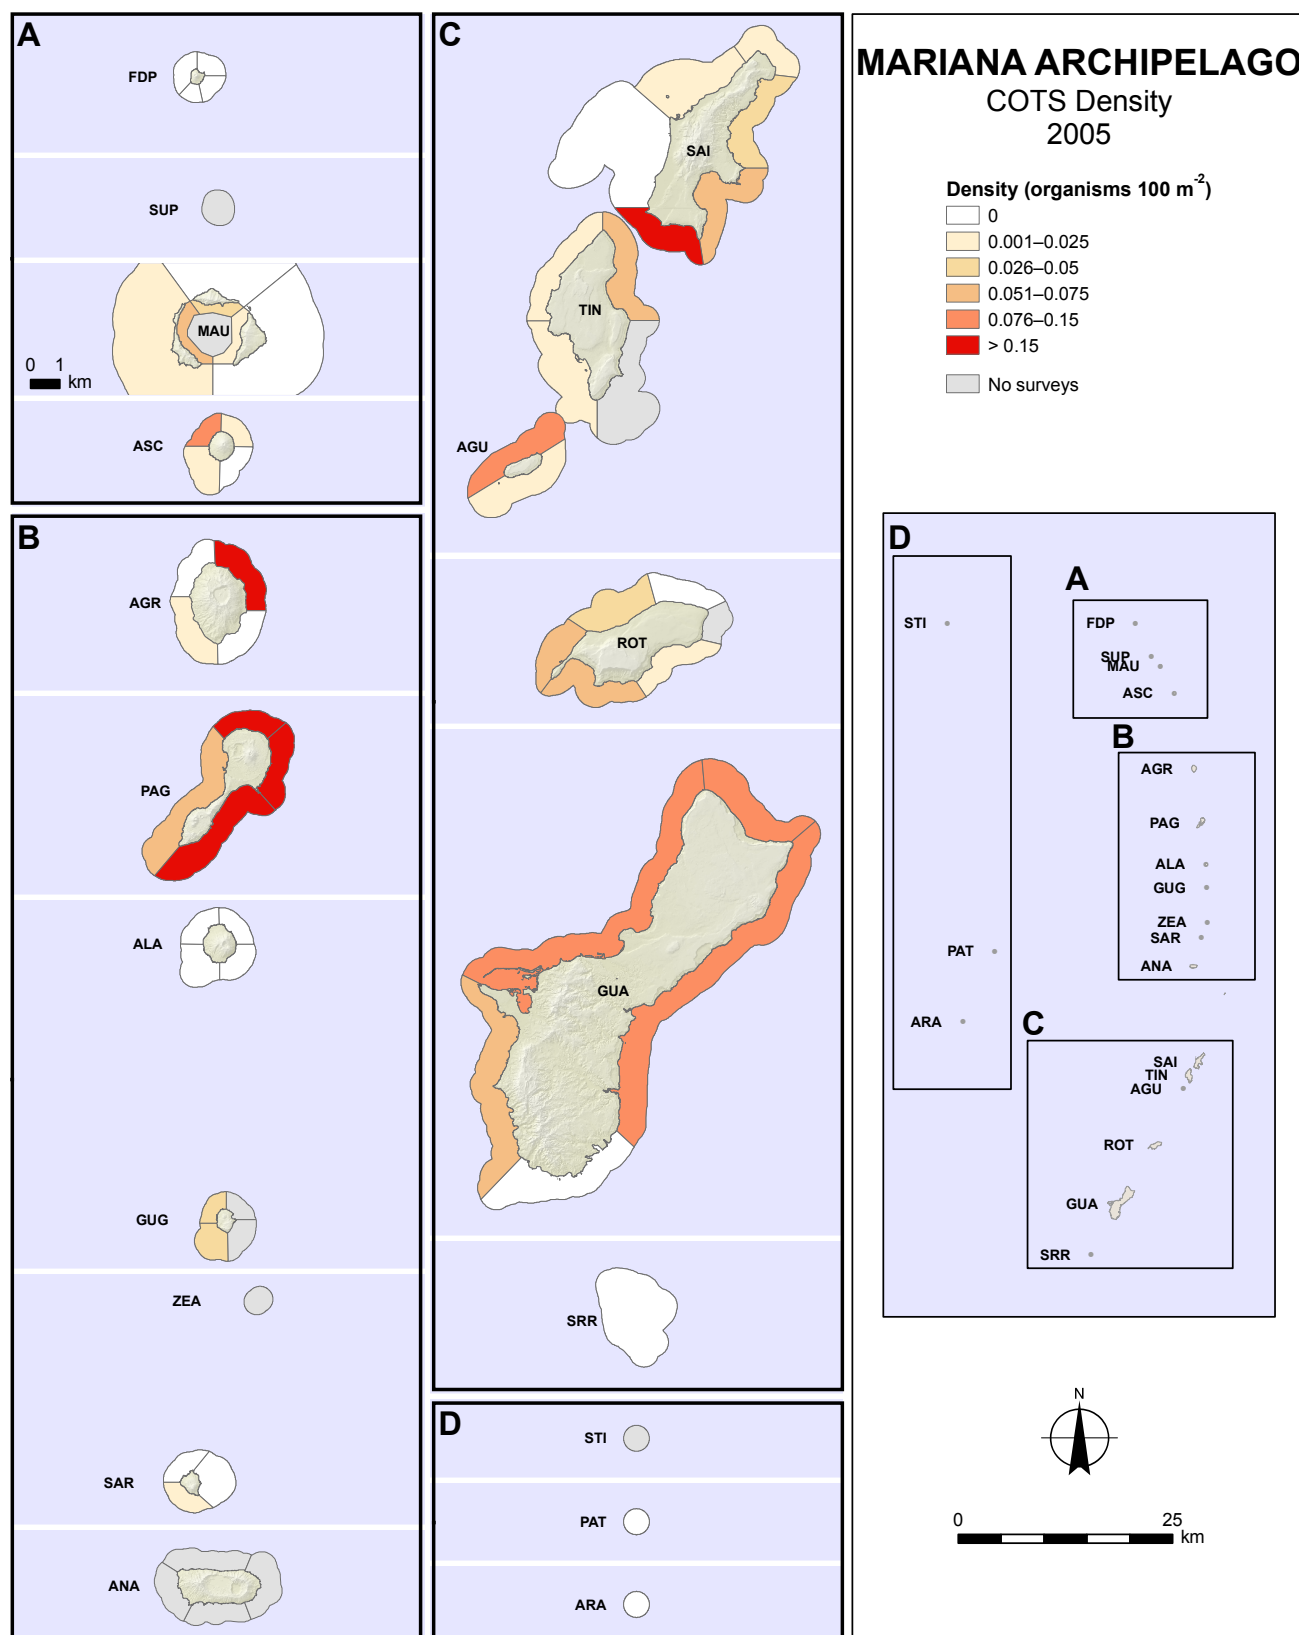 A
FDP
SUP
MAU
0 1
km
ASC
B
AGR
PAG
ALA
GUG
ZEA
SAR
ANA
C
SAI
TIN
AGU
ROT
GUA
SRR
D
STI
PAT
ARA
MARIANA ARCHIPELAGO
COTS Density
2005
Density (organisms 100 m⁻²)
0
0.001–0.025
0.026–0.05
0.051–0.075
0.076–0.15
> 0.15
No surveys
D
STI
PAT
ARA
A
FDP
SUP
MAU
ASC
B
AGR
PAG
ALA
GUG
ZEA
SAR
ANA
C
SAI
TIN
AGU
ROT
GUA
SRR
N
0 25
km